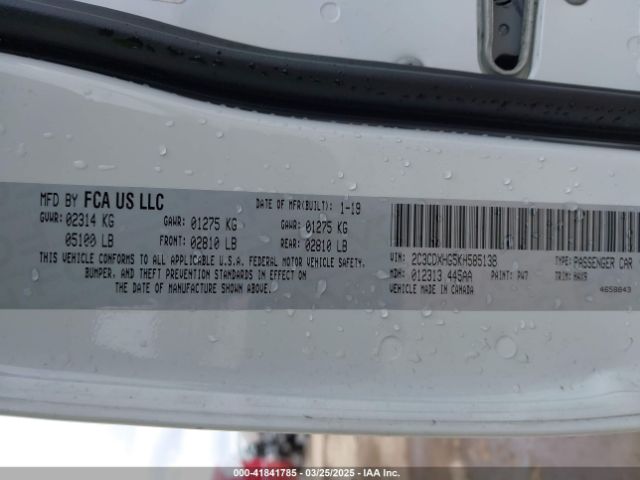 MFD BY FCA US LLC
DATE OF MFR(BUILT): 1-19
GVWR: 02314 KG
GAWR: 01275 KG
GAWR: 01275 KG
05100 LB
FRONT: 02810 LB
REAR: 02810 LB
THIS VEHICLE CONFORMS TO ALL APPLICABLE U.S.A. FEDERAL MOTOR VEHICLE SAFETY,
BUMPER, AND THEFT PREVENTION STANDARDS IN EFFECT ON
THE DATE OF MANUFACTURE SHOWN ABOVE.
VIN: 2C3CDXHG5KH585138
TYPE: PASSENGER CAR
MDH: 012313 445AA
PAINT: PW7
TRIM: HAX9
VEHICLE MADE IN CANADA
4658843
000-41841785 - 03/25/2025 - IAA Inc.